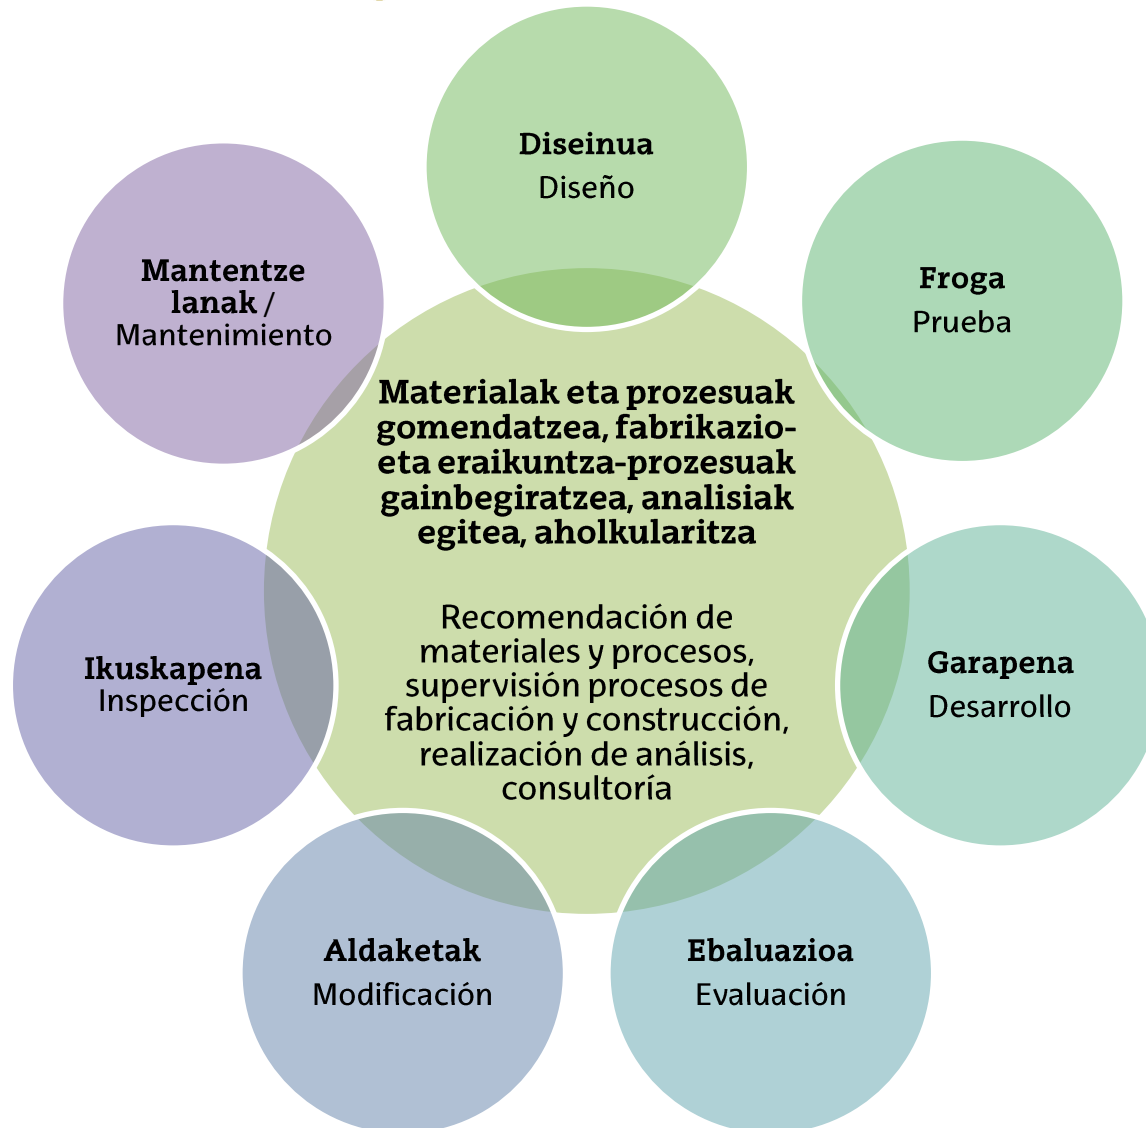 Diseinua
Diseño
Froga
Prueba
Mantentze
lanak /
Mantenimiento
Materialak eta prozesuak
gomendatzea, fabrikazio-
eta eraikuntza-prozesuak
gainbegiratzea, analisiak
egitea, aholkularitza
Recomendación de
materiales y procesos,
supervisión procesos de
fabricación y construcción,
realización de análisis,
consultoría
Garapena
Desarrollo
Ikuskapena
Inspección
Aldaketak
Modificación
Ebaluazioa
Evaluación